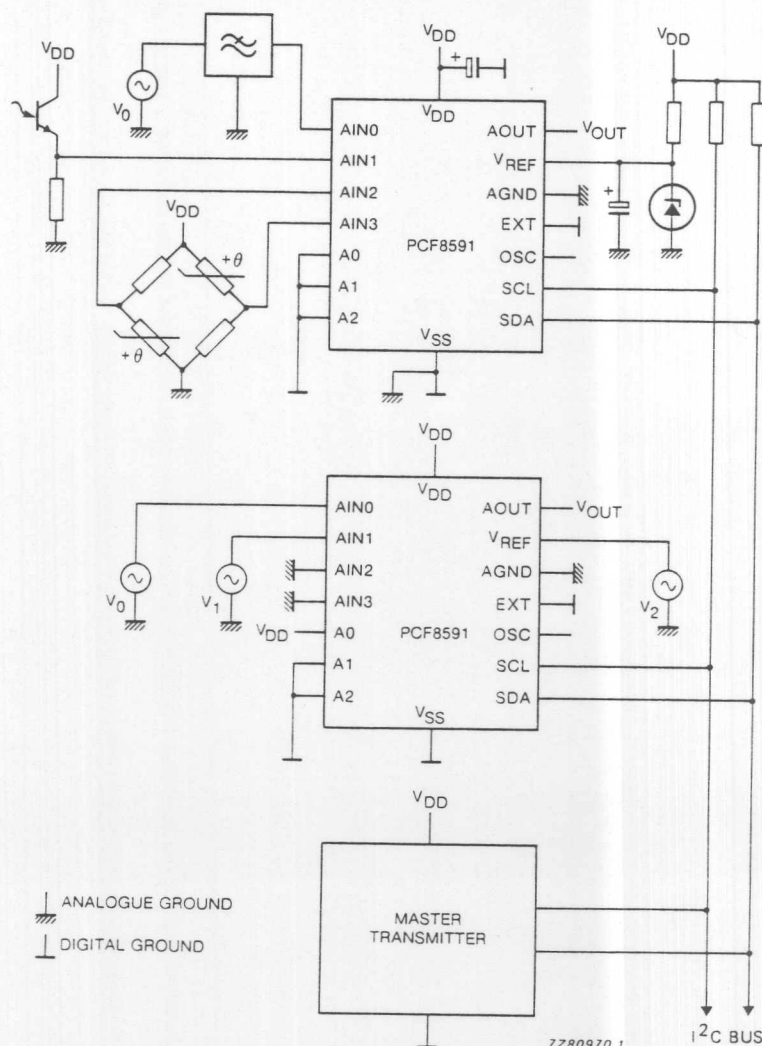 VDD
V0
VDD
VDD
AIN0
AIN1
AIN2
AIN3
A0
A1
A2
AOUT
VREF
AGND
EXT
OSC
SCL
SDA
PCF8591
VSS
VOUT
+
+
VDD
VDD
+θ
+θ
VDD
VDD
AIN0
AIN1
AIN2
AIN3
A0
A1
A2
AOUT
VREF
AGND
EXT
OSC
SCL
SDA
PCF8591
VSS
VOUT
V0
V1
VDD
V2
VDD
MASTER
TRANSMITTER
ANALOGUE GROUND
DIGITAL GROUND
7780970.1
I2C BUS